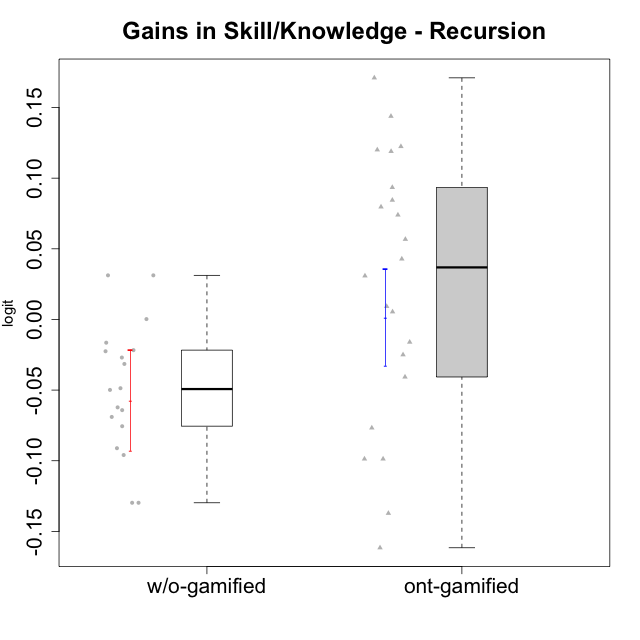 Gains in Skill/Knowledge - Recursion
logit
0.15
0.10
0.05
0.00
-0.05
-0.10
-0.15
w/o-gamified
ont-gamified